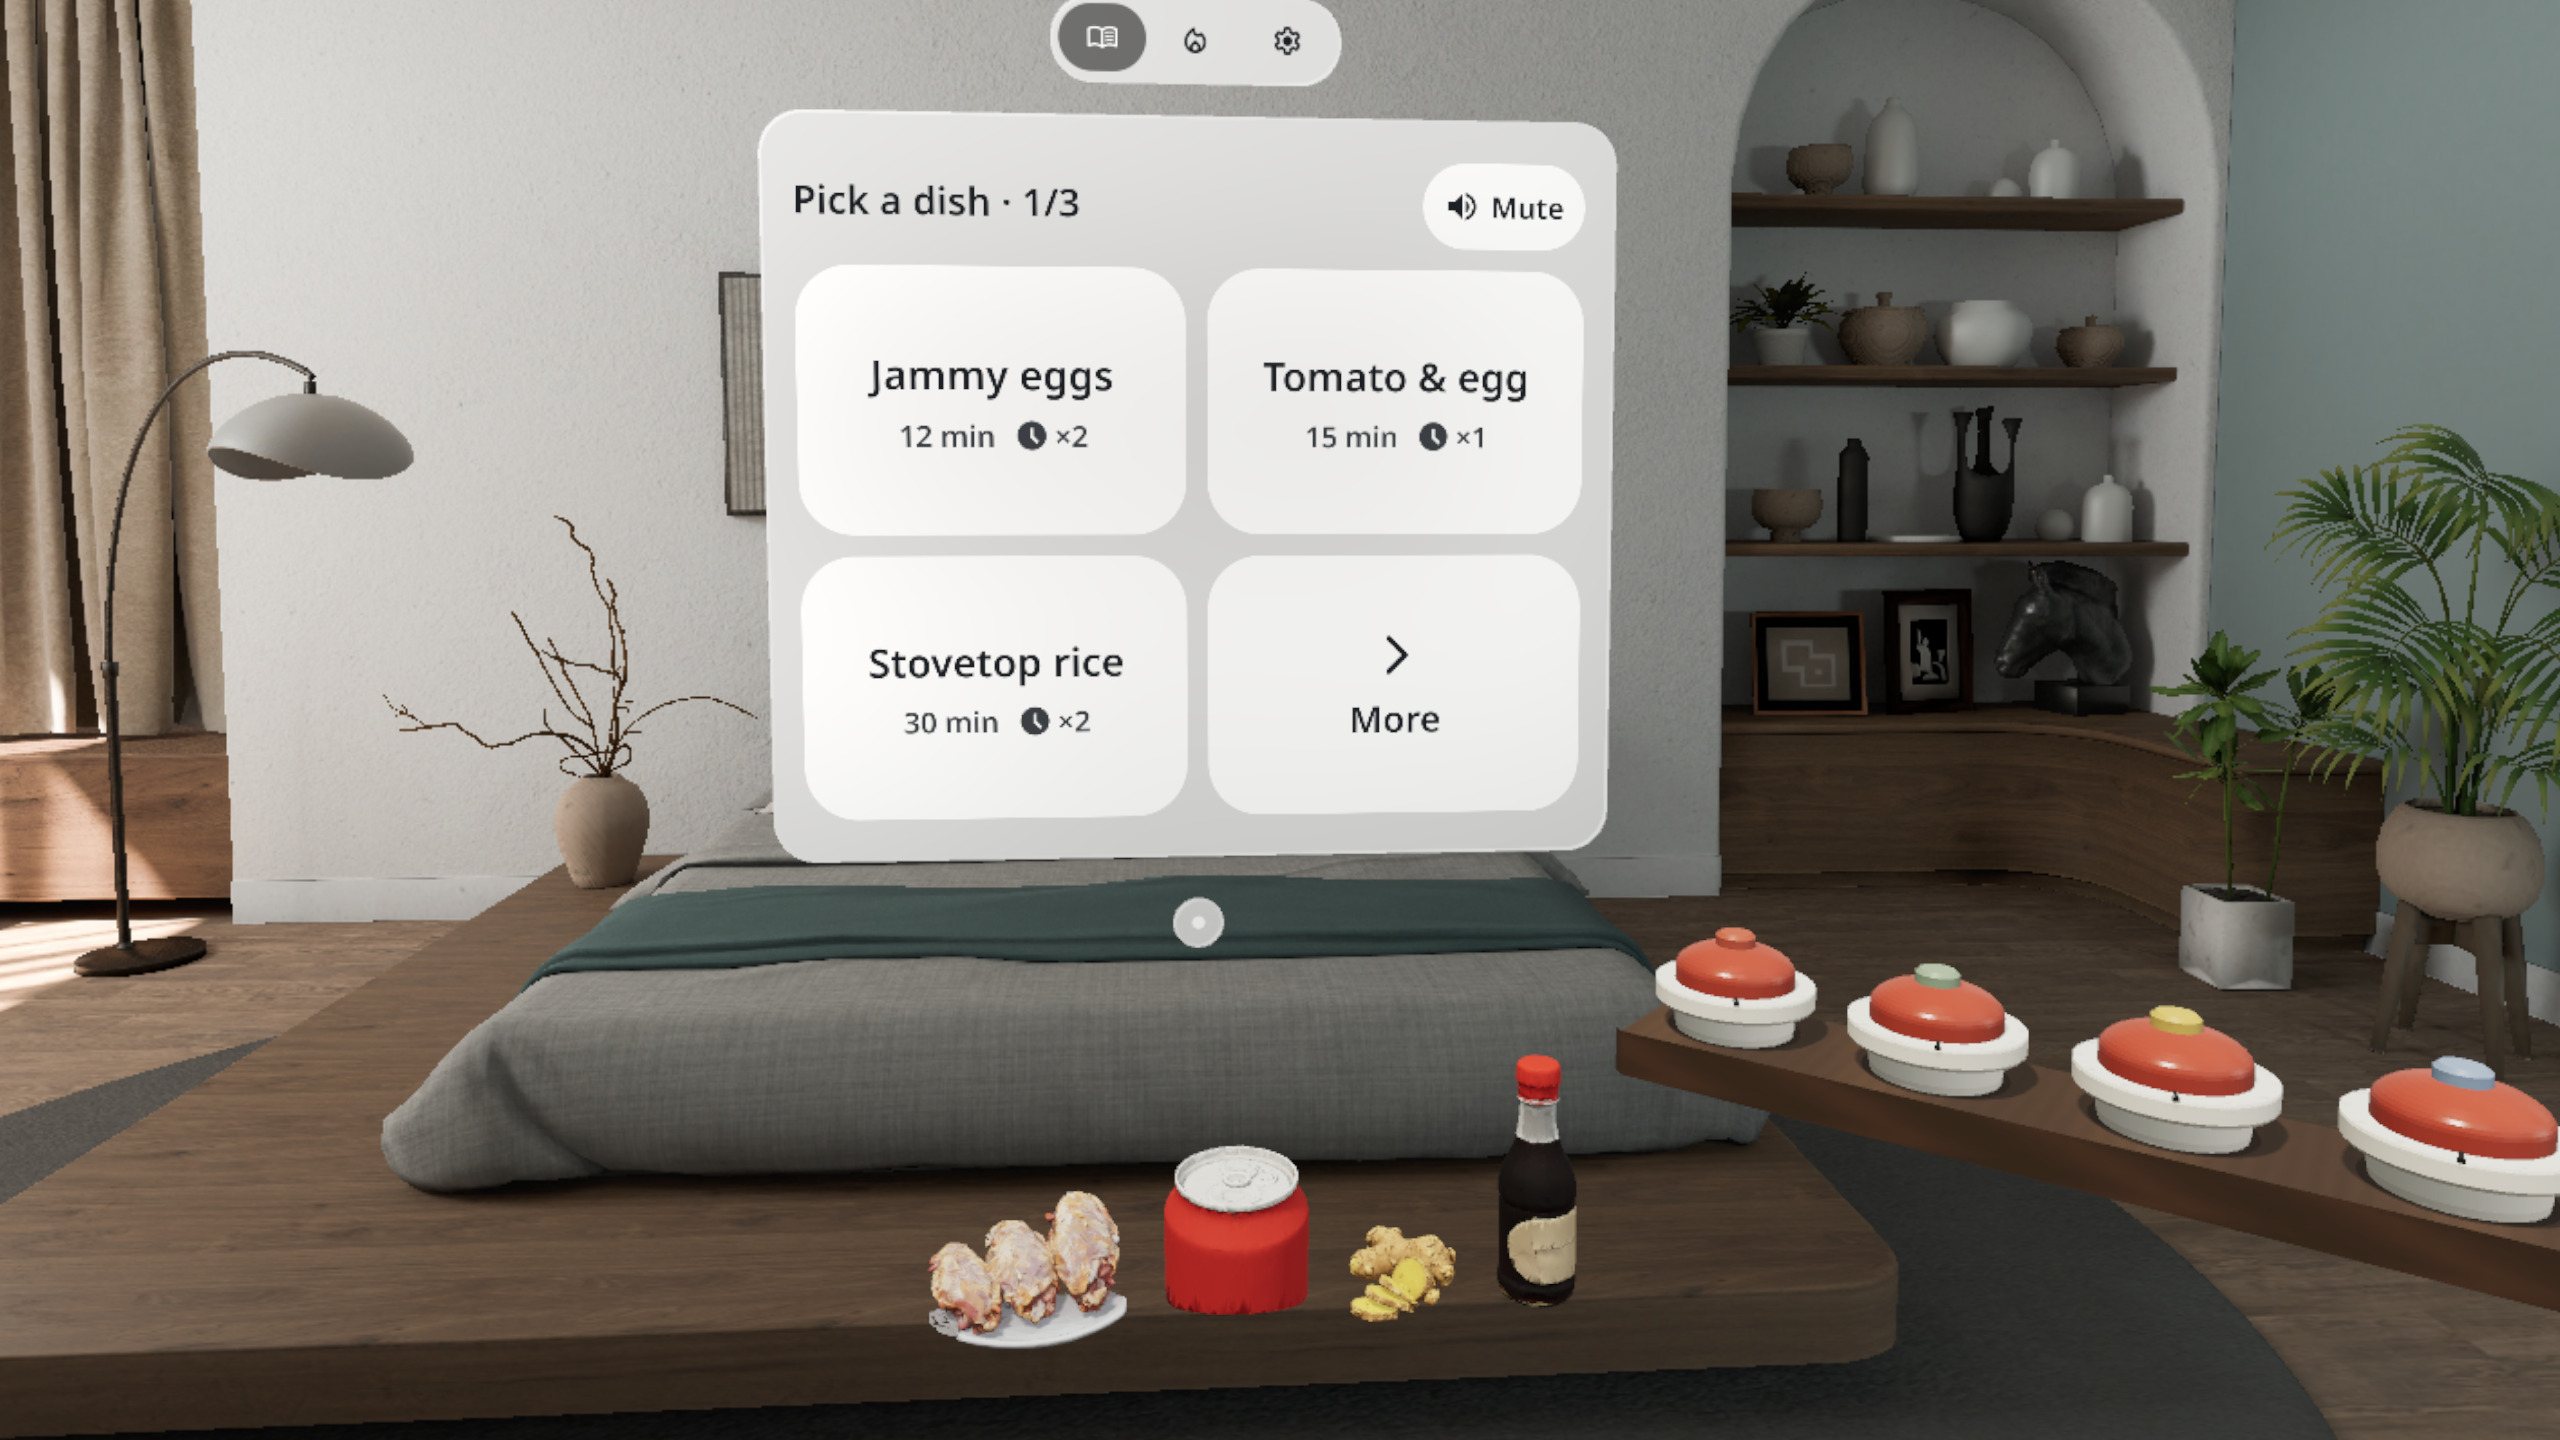 Pick a dish · 1/3
Mute
Jammy eggs
12 min ×2
Tomato & egg
15 min ×1
Stovetop rice
30 min ×2
More